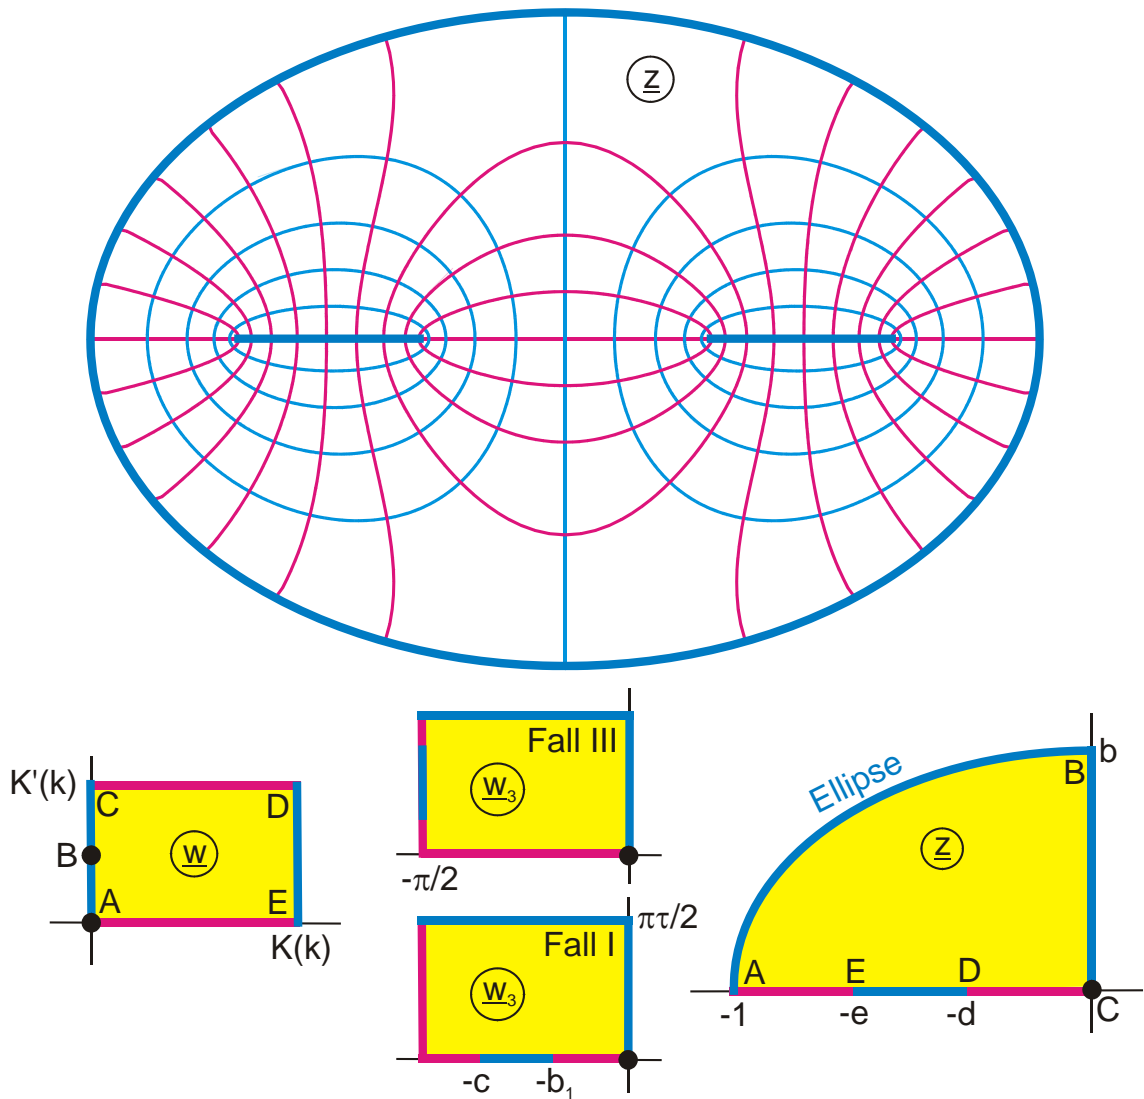 z
Fall III
w₃
-π/2
K'(k)
C
D
B
w
A
E
K(k)
πτ/2
Fall I
w₃
-c
-b₁
Ellipse
b
B
z
A
E
D
C
-1
-e
-d